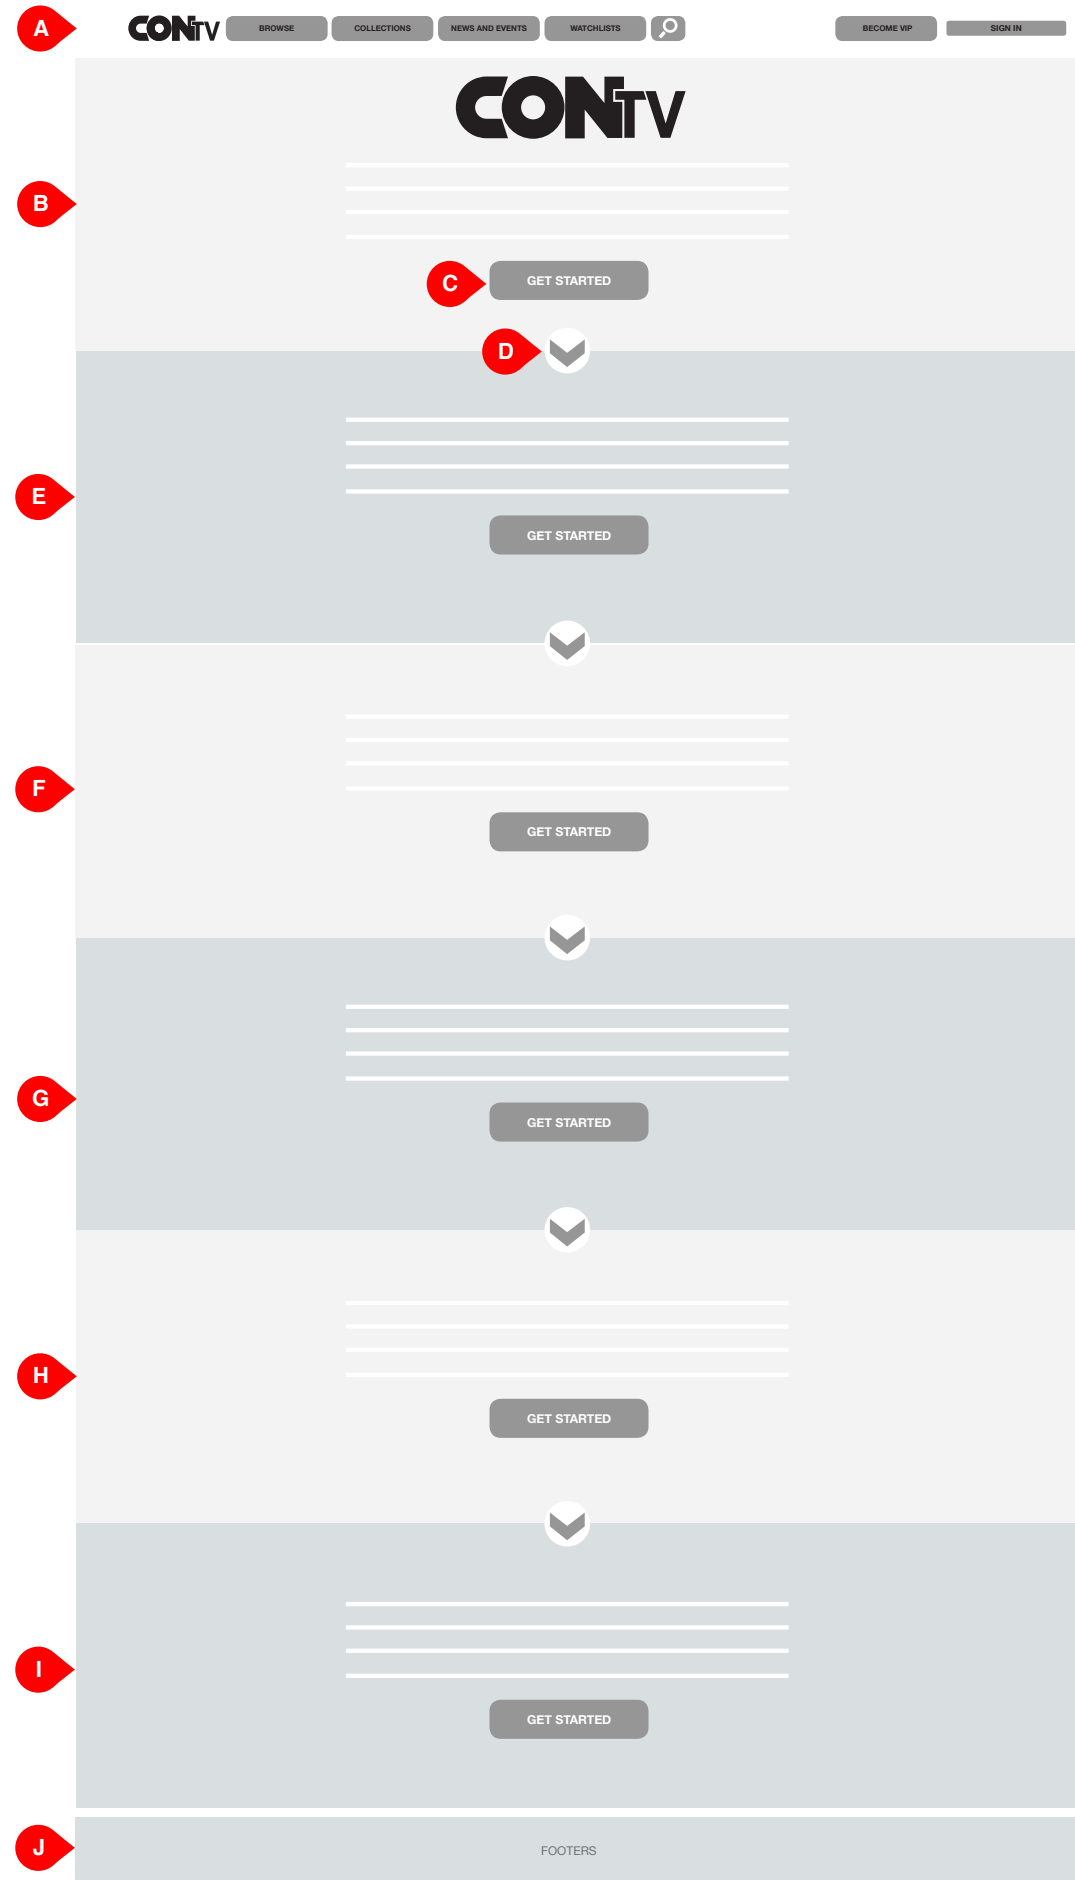 A
CONTV BROWSE COLLECTIONS NEWS AND EVENTS WATCHLISTS BECOME VIP SIGN IN
CONTV
B
C GET STARTED
D
E
GET STARTED
F
GET STARTED
G
GET STARTED
H
GET STARTED
I
GET STARTED
J FOOTERS